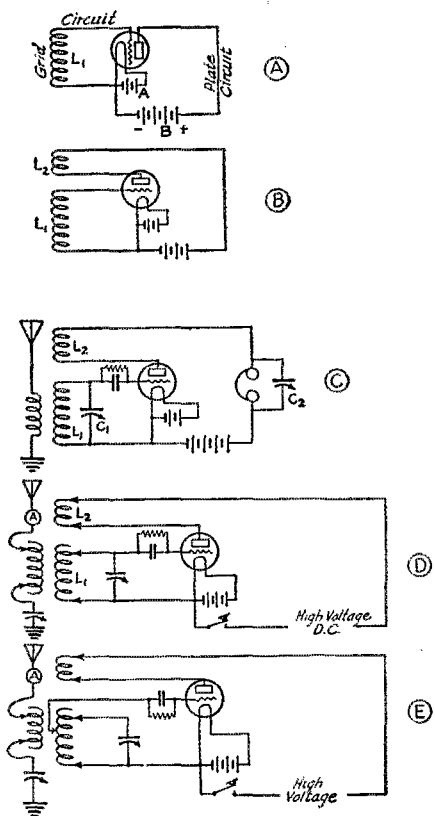 Circuit
Grid
L1
A
Plate
Circuit
- B +
A
L2
L1
B
L2
L1
C1
C2
C
A
L2
L1
High Voltage
D.C.
D
A
High
Voltage
E